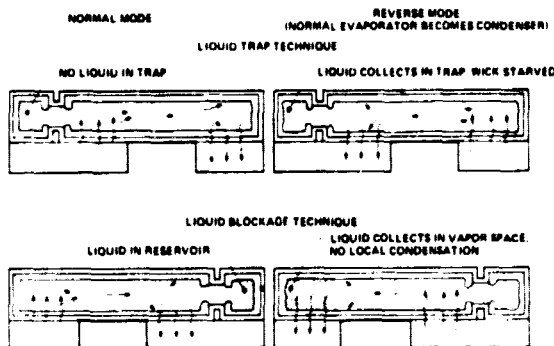 NORMAL MODE
REVERSE MODE
(NORMAL EVAPORATOR BECOMES CONDENSER)
LIQUID TRAP TECHNIQUE
NO LIQUID IN TRAP
LIQUID COLLECTS IN TRAP WICK STARVED
LIQUID BLOCKAGE TECHNIQUE
LIQUID IN RESERVOIR
LIQUID COLLECTS IN VAPOR SPACE.
NO LOCAL CONDENSATION